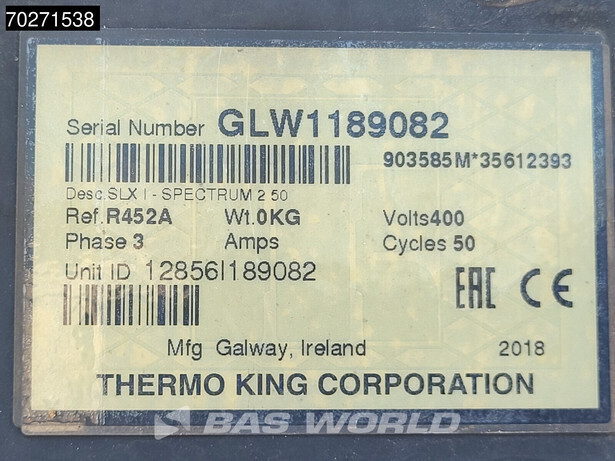 70271538
Serial Number GLW1189082
903585M*35612393
Desc.SLX I - SPECTRUM 2 50
Ref.R452A Wt.0KG Volts400
Phase 3 Amps Cycles 50
Unit ID 12856I189082
EAC CE
Mfg Galway, Ireland 2018
THERMO KING CORPORATION
BAS WORLD